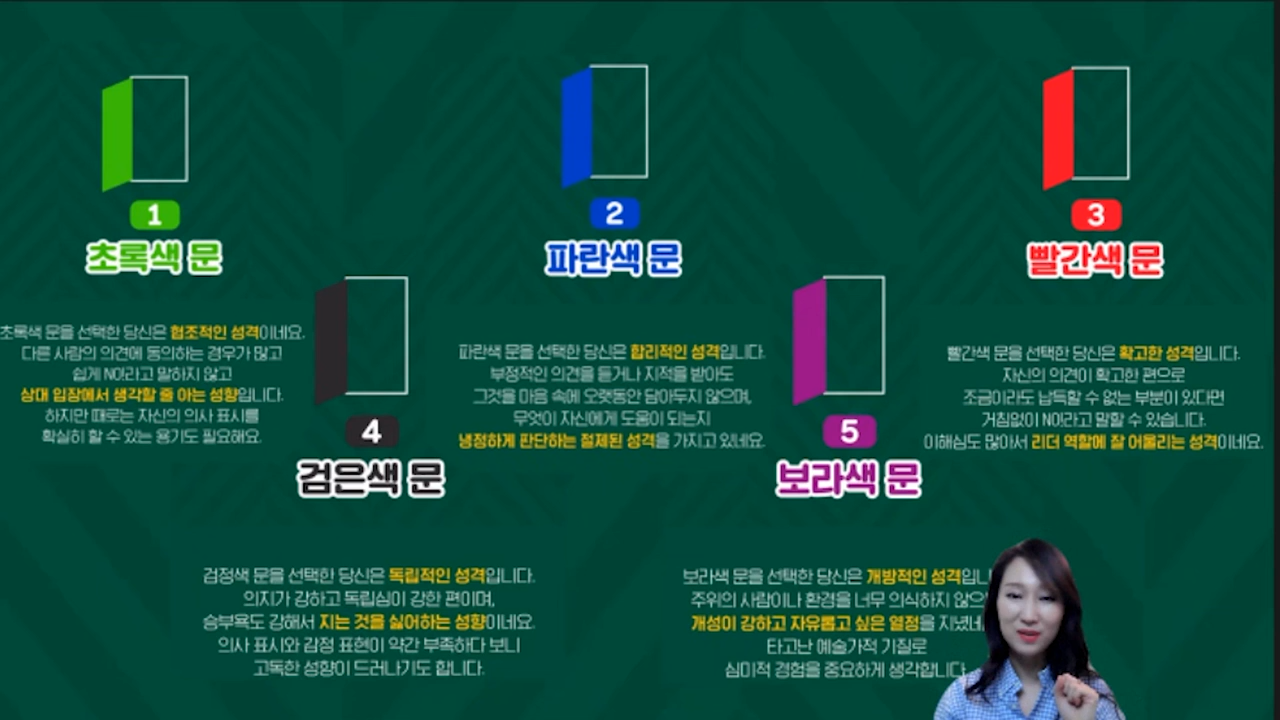 1
초록색 문
초록색 문을 선택한 당신은 협조적인 성격이네요.
다른 사람의 의견에 동의하는 경우가 많고
쉽게 NO!라고 말하지 않고
상대 입장에서 생각할 줄 아는 성향입니다.
하지만 때로는 자신의 의사 표시를
확실히 할 수 있는 용기도 필요해요.
2
파란색 문
파란색 문을 선택한 당신은 합리적인 성격입니다.
부정적인 의견을 듣거나 지적을 받아도
그것을 마음 속에 오랫동안 담아두지 않으며,
무엇이 자신에게 도움이 되는지
냉정하게 판단하는 절제된 성격을 가지고 있네요.
3
빨간색 문
빨간색 문을 선택한 당신은 확고한 성격입니다.
자신의 의견이 확고한 편으로
조금이라도 납득할 수 없는 부분이 있다면
거침없이 NO!라고 말할 수 있습니다.
이해심도 많아서 리더 역할에 잘 어울리는 성격이네요.
4
검은색 문
검정색 문을 선택한 당신은 독립적인 성격입니다.
의지가 강하고 독립심이 강한 편이며,
승부욕도 강해서 지는 것을 싫어하는 성향이네요.
의사 표시와 감정 표현이 약간 부족하다 보니
고독한 성향이 드러나기도 합니다.
5
보라색 문
보라색 문을 선택한 당신은 개방적인 성격입니
주위의 사람이나 환경을 너무 의식하지 않으
개성이 강하고 자유롭고 싶은 열정을 지녔네
타고난 예술가적 기질로
심미적 경험을 중요하게 생각합니다.